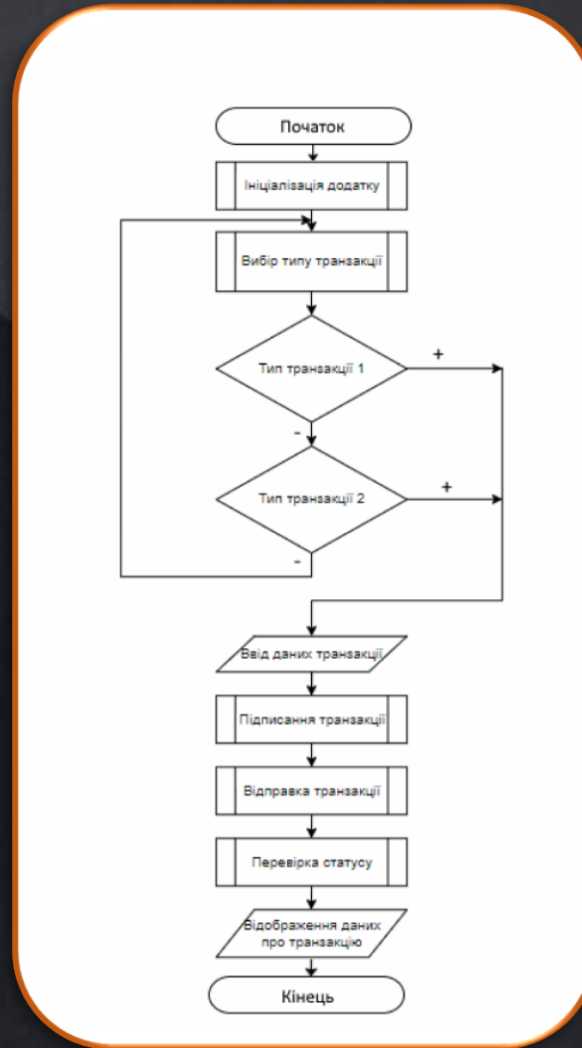 Початок
Ініціалізація додатку
Вибір типу транзакції
Тип транзакції 1
+
-
Тип транзакції 2
+
-
Ввід даних транзакції
Підписання транзакції
Відправка транзакції
Перевірка статусу
Відображення даних
про транзакцію
Кінець